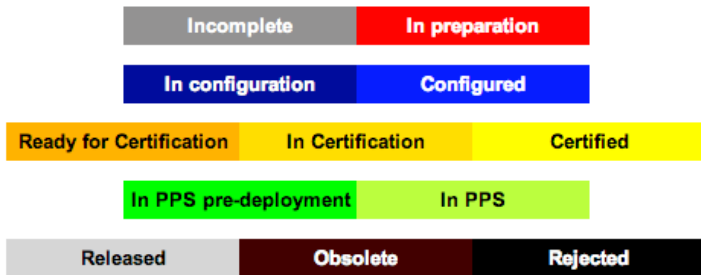 Incomplete In preparation
In configuration Configured
Ready for Certification In Certification Certified
In PPS pre-deployment In PPS
Released Obsolete Rejected